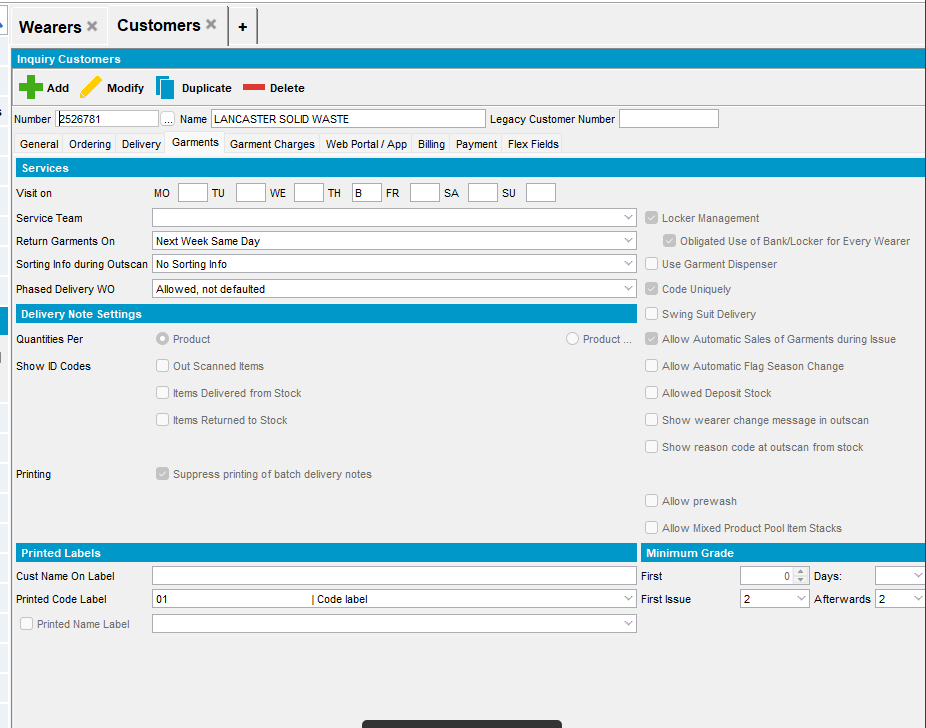 Wearers × Customers × +
Inquiry Customers
Add Modify Duplicate Delete
Number 2526781 ... Name LANCASTER SOLID WASTE Legacy Customer Number
General Ordering Delivery Garments Garment Charges Web Portal / App Billing Payment Flex Fields
Services
Visit on MO TU WE TH B FR SA SU
Service Team Locker Management
Return Garments On Next Week Same Day Obligated Use of Bank/Locker for Every Wearer
Sorting Info during Outscan No Sorting Info Use Garment Dispenser
Phased Delivery WO Allowed, not defaulted Code Uniquely
Delivery Note Settings Swing Suit Delivery
Quantities Per Product Product ... Allow Automatic Sales of Garments during Issue
Show ID Codes Out Scanned Items Allow Automatic Flag Season Change
Items Delivered from Stock Allowed Deposit Stock
Items Returned to Stock Show wearer change message in outscan
Show reason code at outscan from stock
Printing Suppress printing of batch delivery notes
Allow prewash
Allow Mixed Product Pool Item Stacks
Printed Labels Minimum Grade
Cust Name On Label First 0 Days:
Printed Code Label 01 | Code label First Issue 2 Afterwards 2
Printed Name Label